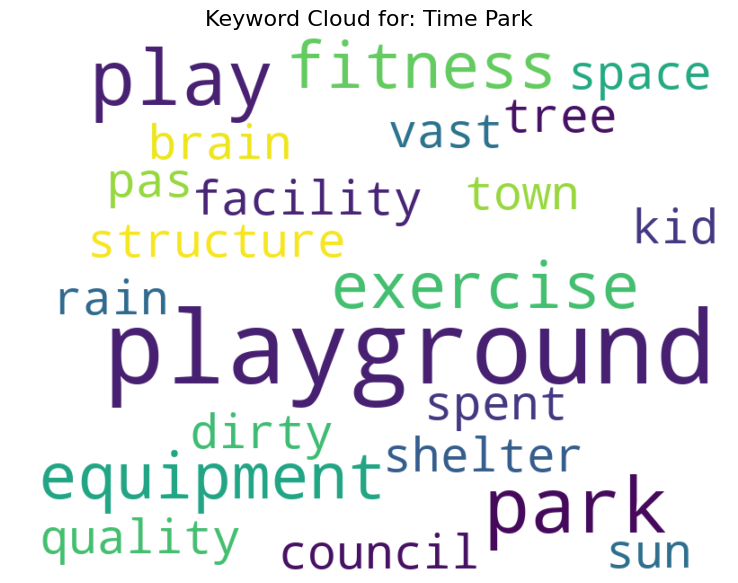 Keyword Cloud for: Time Park
play
fitness
space
tree
vast
brain
pas
facility
town
kid
structure
rain
exercise
playground
spent
dirty
shelter
equipment
park
quality
council
sun